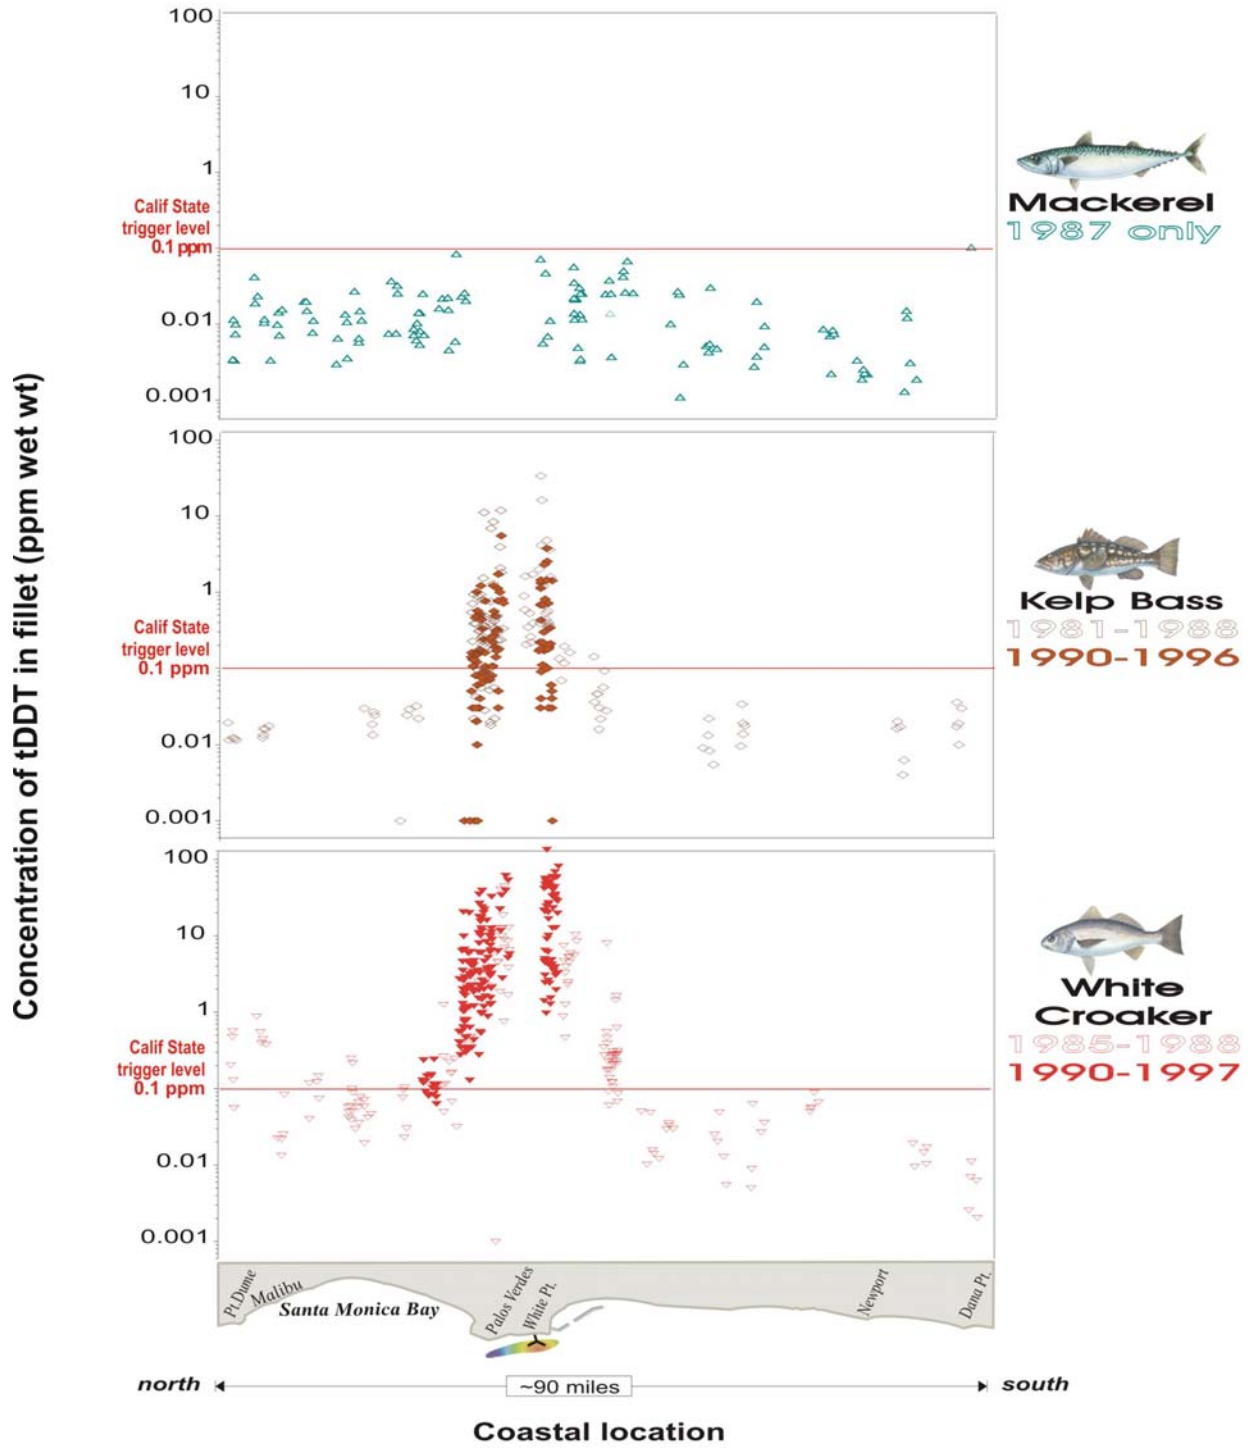 Concentration of tDDT in fillet (ppm wet wt)
100
10
1
Calif State
trigger level
0.1 ppm
0.01
0.001
Mackerel
1987 only
100
10
1
Calif State
trigger level
0.1 ppm
0.01
0.001
Kelp Bass
1981-1988
1990-1996
100
10
1
Calif State
trigger level
0.1 ppm
0.01
0.001
White
Croaker
1985-1988
1990-1997
Pt.Dume
Malibu
Santa Monica Bay
Palos Verdes
White Pt.
Newport
Dana Pt.
north
~90 miles
south
Coastal location